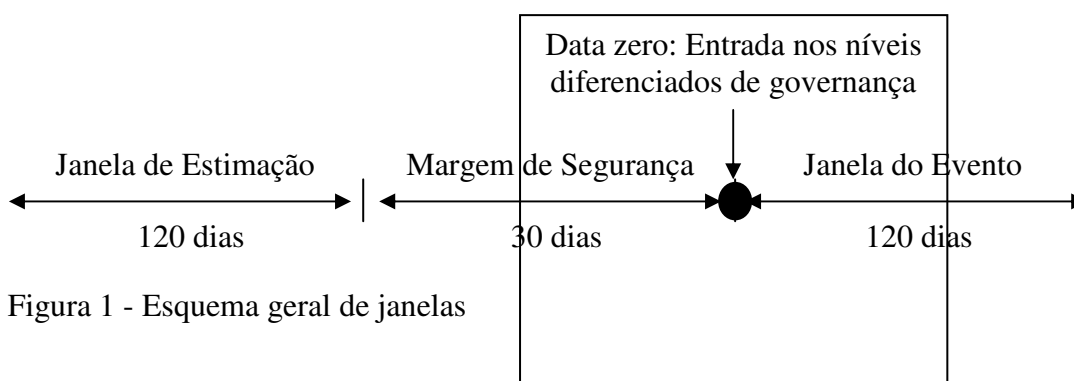 Data zero: Entrada nos níveis
diferenciados de governança
Janela de Estimação Margem de Segurança Janela do Evento
120 dias 30 dias 120 dias
Figura 1 - Esquema geral de janelas